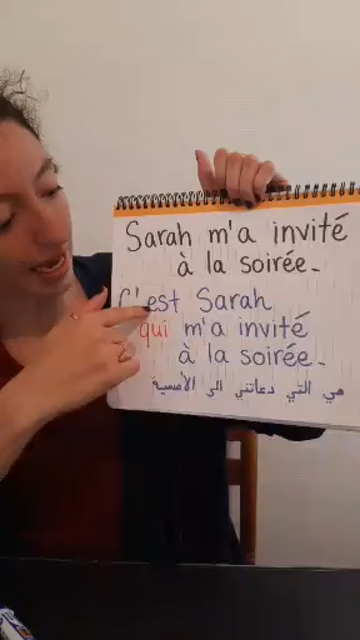 Sarah m'a invité
à la soirée.
C'est Sarah
qui m'a invité
à la soirée.
هي التي دعاتني الى الأمسية